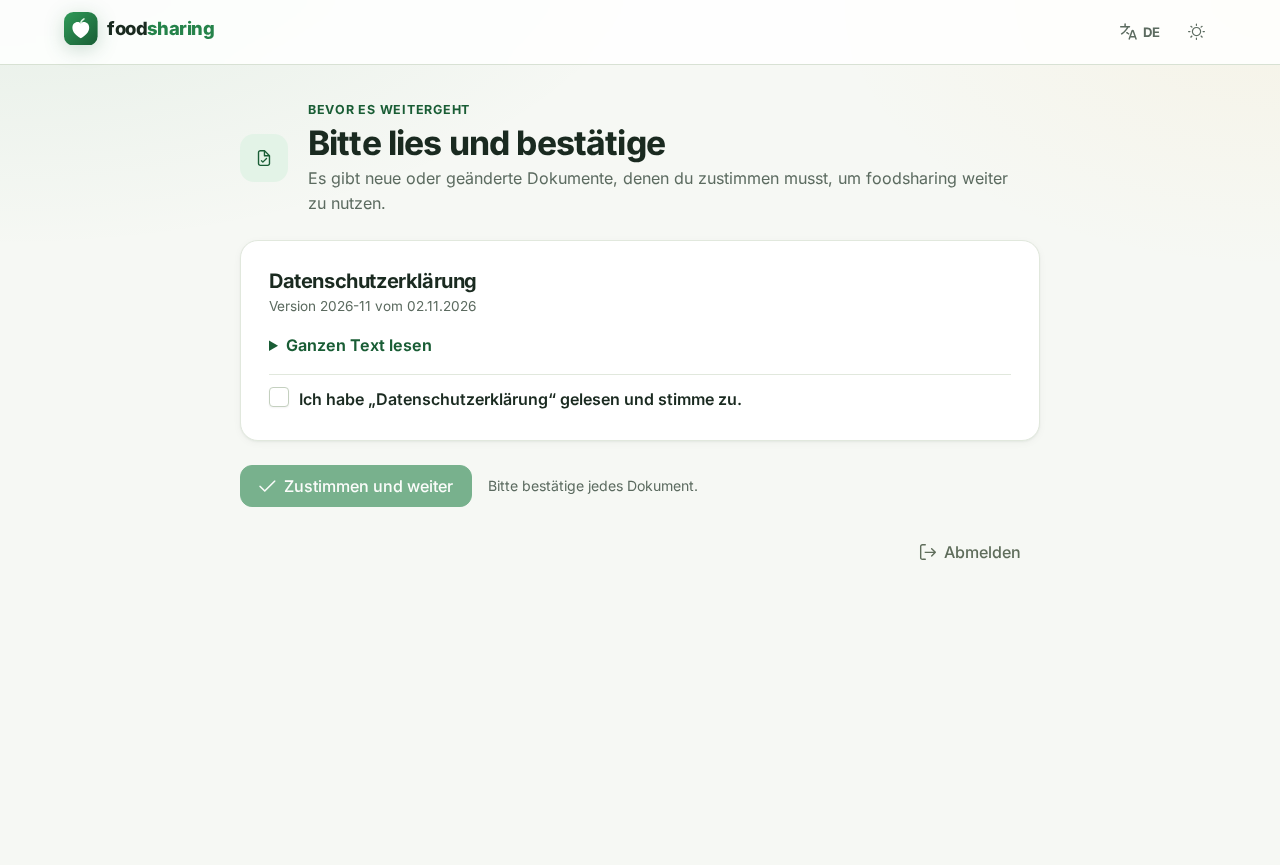 foodsharing
DE
BEVOR ES WEITERGEHT
Bitte lies und bestätige
Es gibt neue oder geänderte Dokumente, denen du zustimmen musst, um foodsharing weiter
zu nutzen.
Datenschutzerklärung
Version 2026-11 vom 02.11.2026
Ganzen Text lesen
Ich habe „Datenschutzerklärung“ gelesen und stimme zu.
Zustimmen und weiter
Bitte bestätige jedes Dokument.
Abmelden